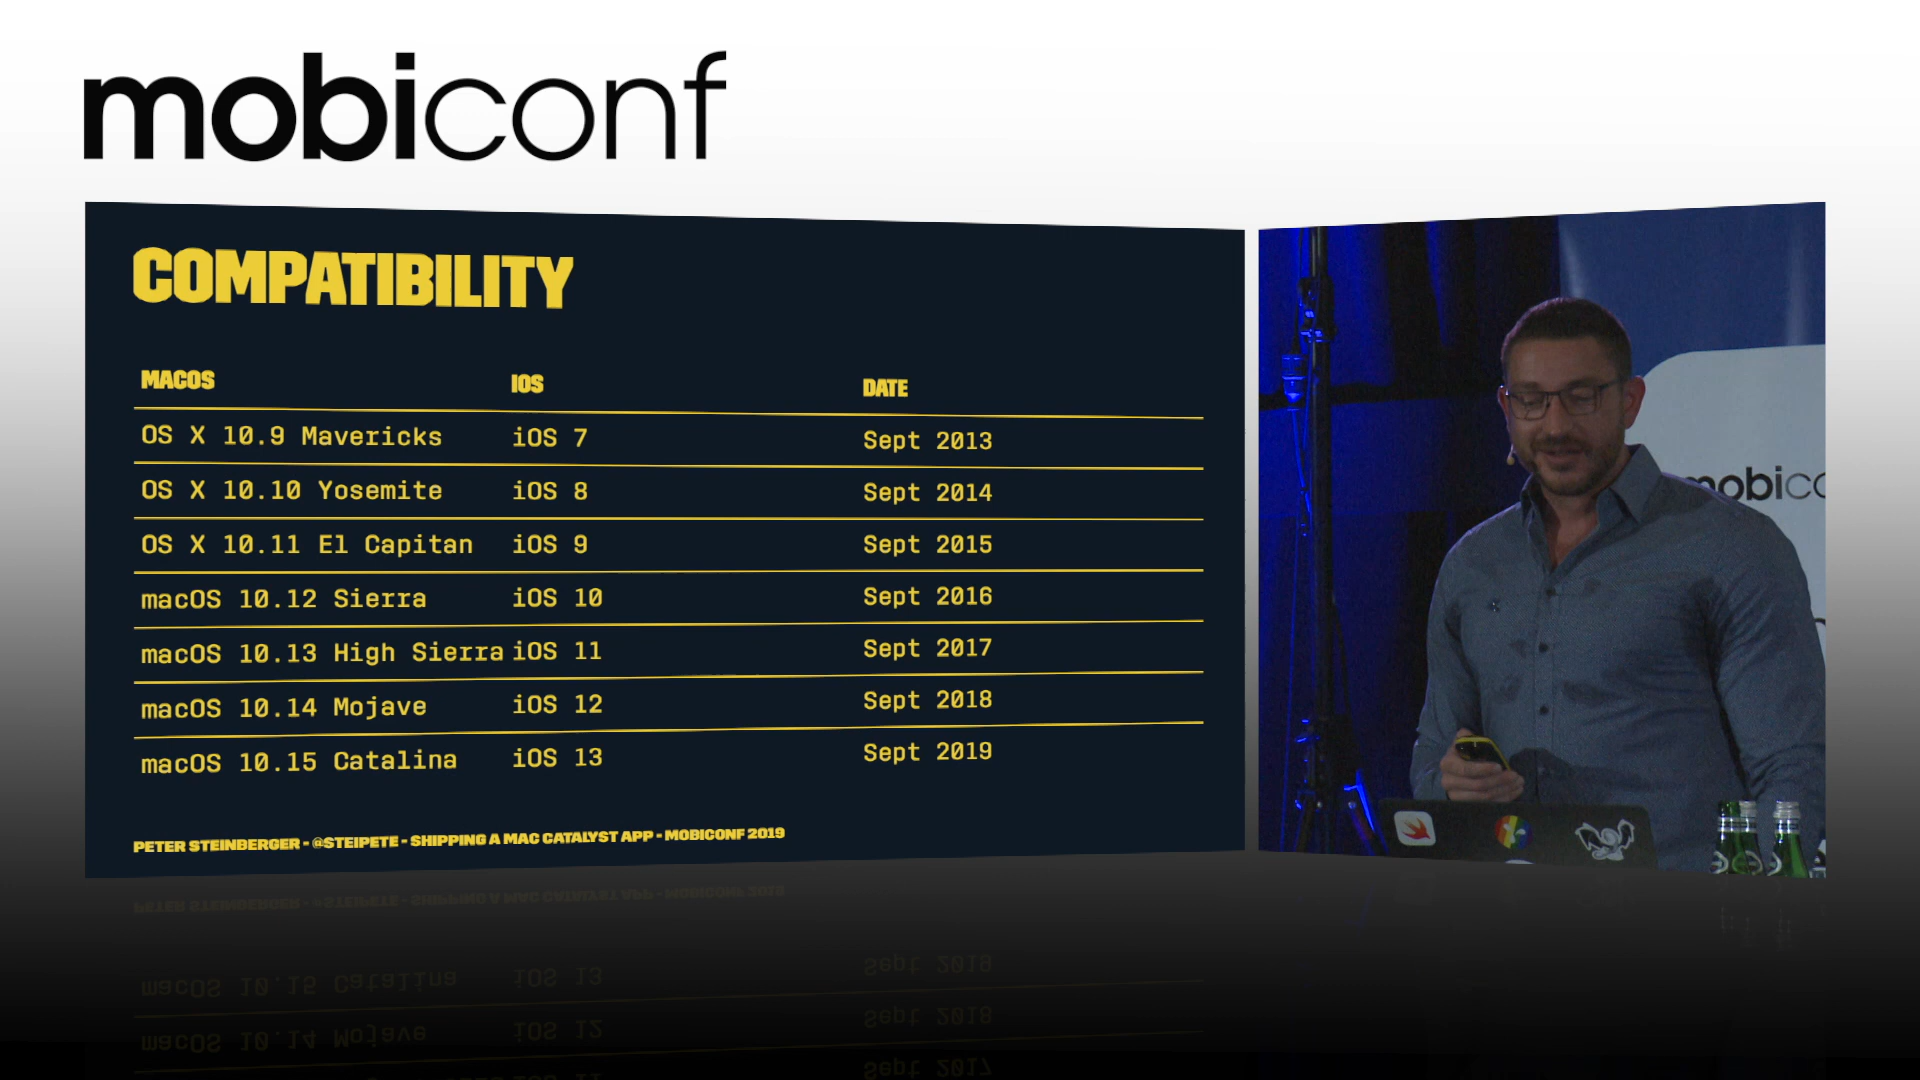 mobiconf
COMPATIBILITY
MACOS IOS DATE
OS X 10.9 Mavericks iOS 7 Sept 2013
OS X 10.10 Yosemite iOS 8 Sept 2014
OS X 10.11 El Capitan iOS 9 Sept 2015
macOS 10.12 Sierra iOS 10 Sept 2016
macOS 10.13 High Sierra iOS 11 Sept 2017
macOS 10.14 Mojave iOS 12 Sept 2018
macOS 10.15 Catalina iOS 13 Sept 2019
PETER STEINBERGER - @STEIPETE - SHIPPING A MAC CATALYST APP - MOBICONF 2019
mobico